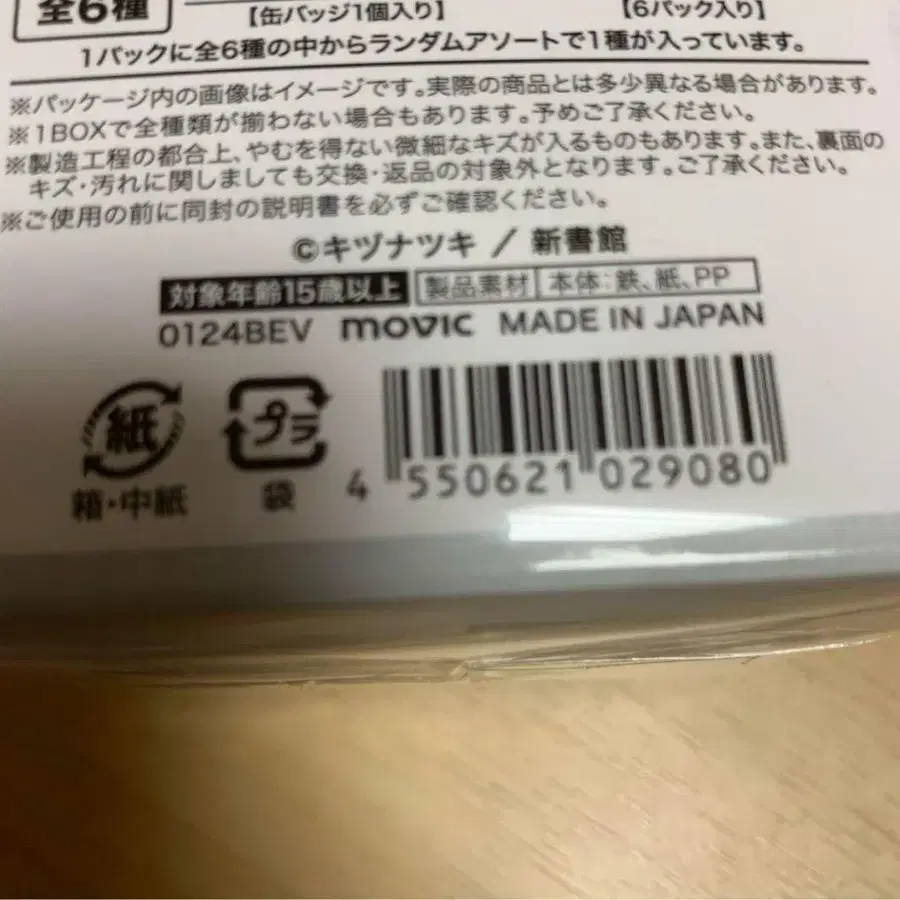 全6種
【缶バッジ1個入り】 【6パック入り】
1パックに全6種の中からランダムアソートで1種が入っています。
※パッケージ内の画像はイメージです。実際の商品とは多少異なる場合があります。
※1BOXで全種類が揃わない場合もあります。予めご了承ください。
※製造工程の都合上、やむを得ない微細なキズが入るものもあります。また、裏面の
キズ・汚れに関しましても交換・返品の対象外となります。ご了承ください。
※ご使用の前に同封の説明書を必ずご確認ください。
©キヅナツキ / 新書館
対象年齢15歳以上 製品素材 本体:鉄、紙、PP
0124BEV movic MADE IN JAPAN
紙 プラ
箱・中紙 袋
4 550621 029080